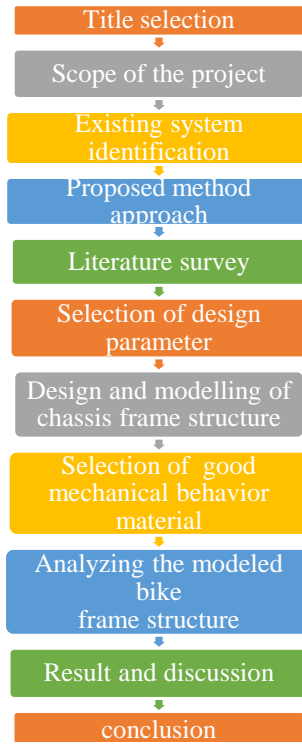 Title selection
Scope of the project
Existing system
identification
Proposed method
approach
Literature survey
Selection of design
parameter
Design and modelling of
chassis frame structure
Selection of good
mechanical behavior
material
Analyzing the modeled
bike
frame structure
Result and discussion
conclusion